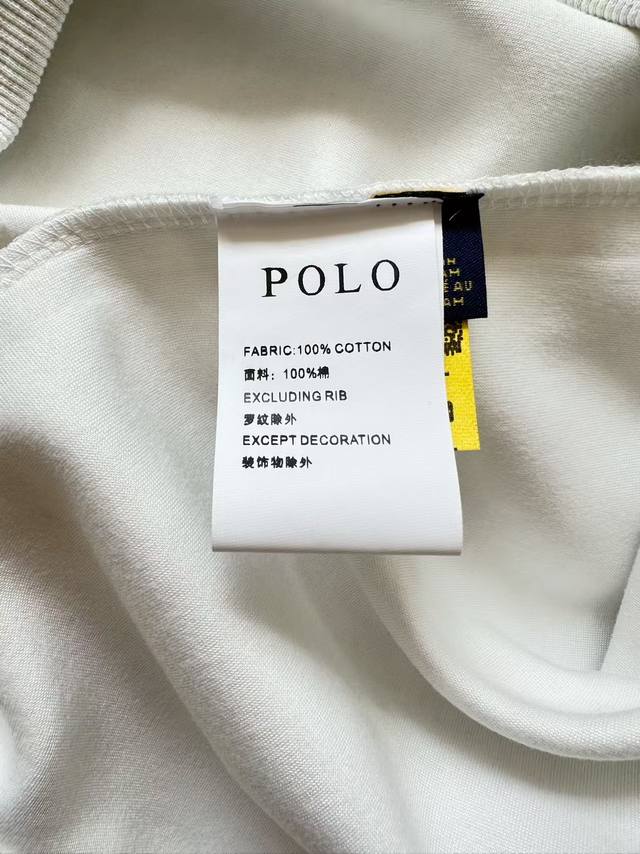 POLO
FABRIC:100% COTTON
面料: 100%棉
EXCLUDING RIB
罗纹除外
EXCEPT DECORATION
装饰物除外
AU